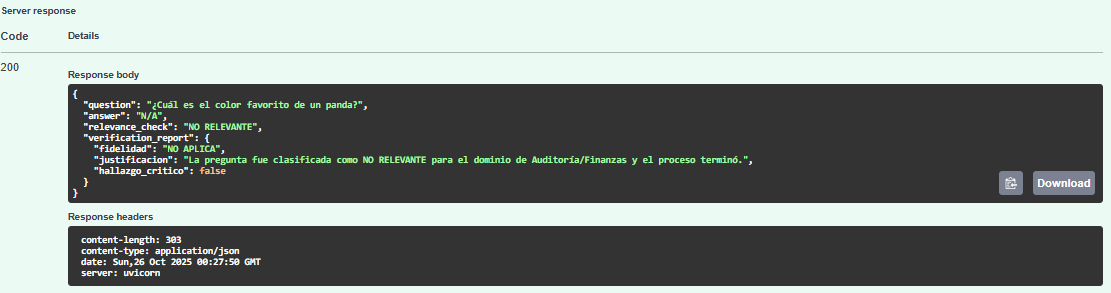 Server response
Code Details
200
Response body
{
  "question": "¿Cuál es el color favorito de un panda?",
  "answer": "N/A",
  "relevance_check": "NO RELEVANTE",
  "verification_report": {
    "fidelidad": "NO APLICA",
    "justificacion": "La pregunta fue clasificada como NO RELEVANTE para el dominio de Auditoría/Finanzas y el proceso terminó.",
    "hallazgo_critico": false
  }
}
Download
Response headers
content-length: 303
content-type: application/json
date: Sun,26 Oct 2025 00:27:50 GMT
server: uvicorn